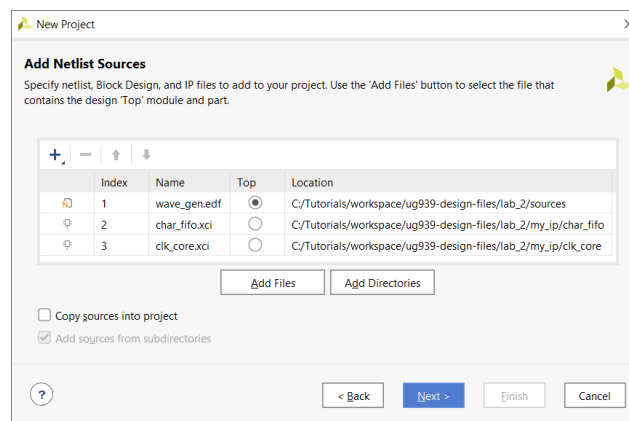 New Project
Add Netlist Sources
Specify netlist, Block Design, and IP files to add to your project. Use the 'Add Files' button to select the file that
contains the design 'Top' module and part.
Index Name Top Location
1 wave_gen.edf C:/Tutorials/workspace/ug939-design-files/lab_2/sources
2 char_fifo.xci C:/Tutorials/workspace/ug939-design-files/lab_2/my_ip/char_fifo
3 clk_core.xci C:/Tutorials/workspace/ug939-design-files/lab_2/my_ip/clk_core
Add Files Add Directories
Copy sources into project
Add sources from subdirectories
? < Back Next > Finish Cancel